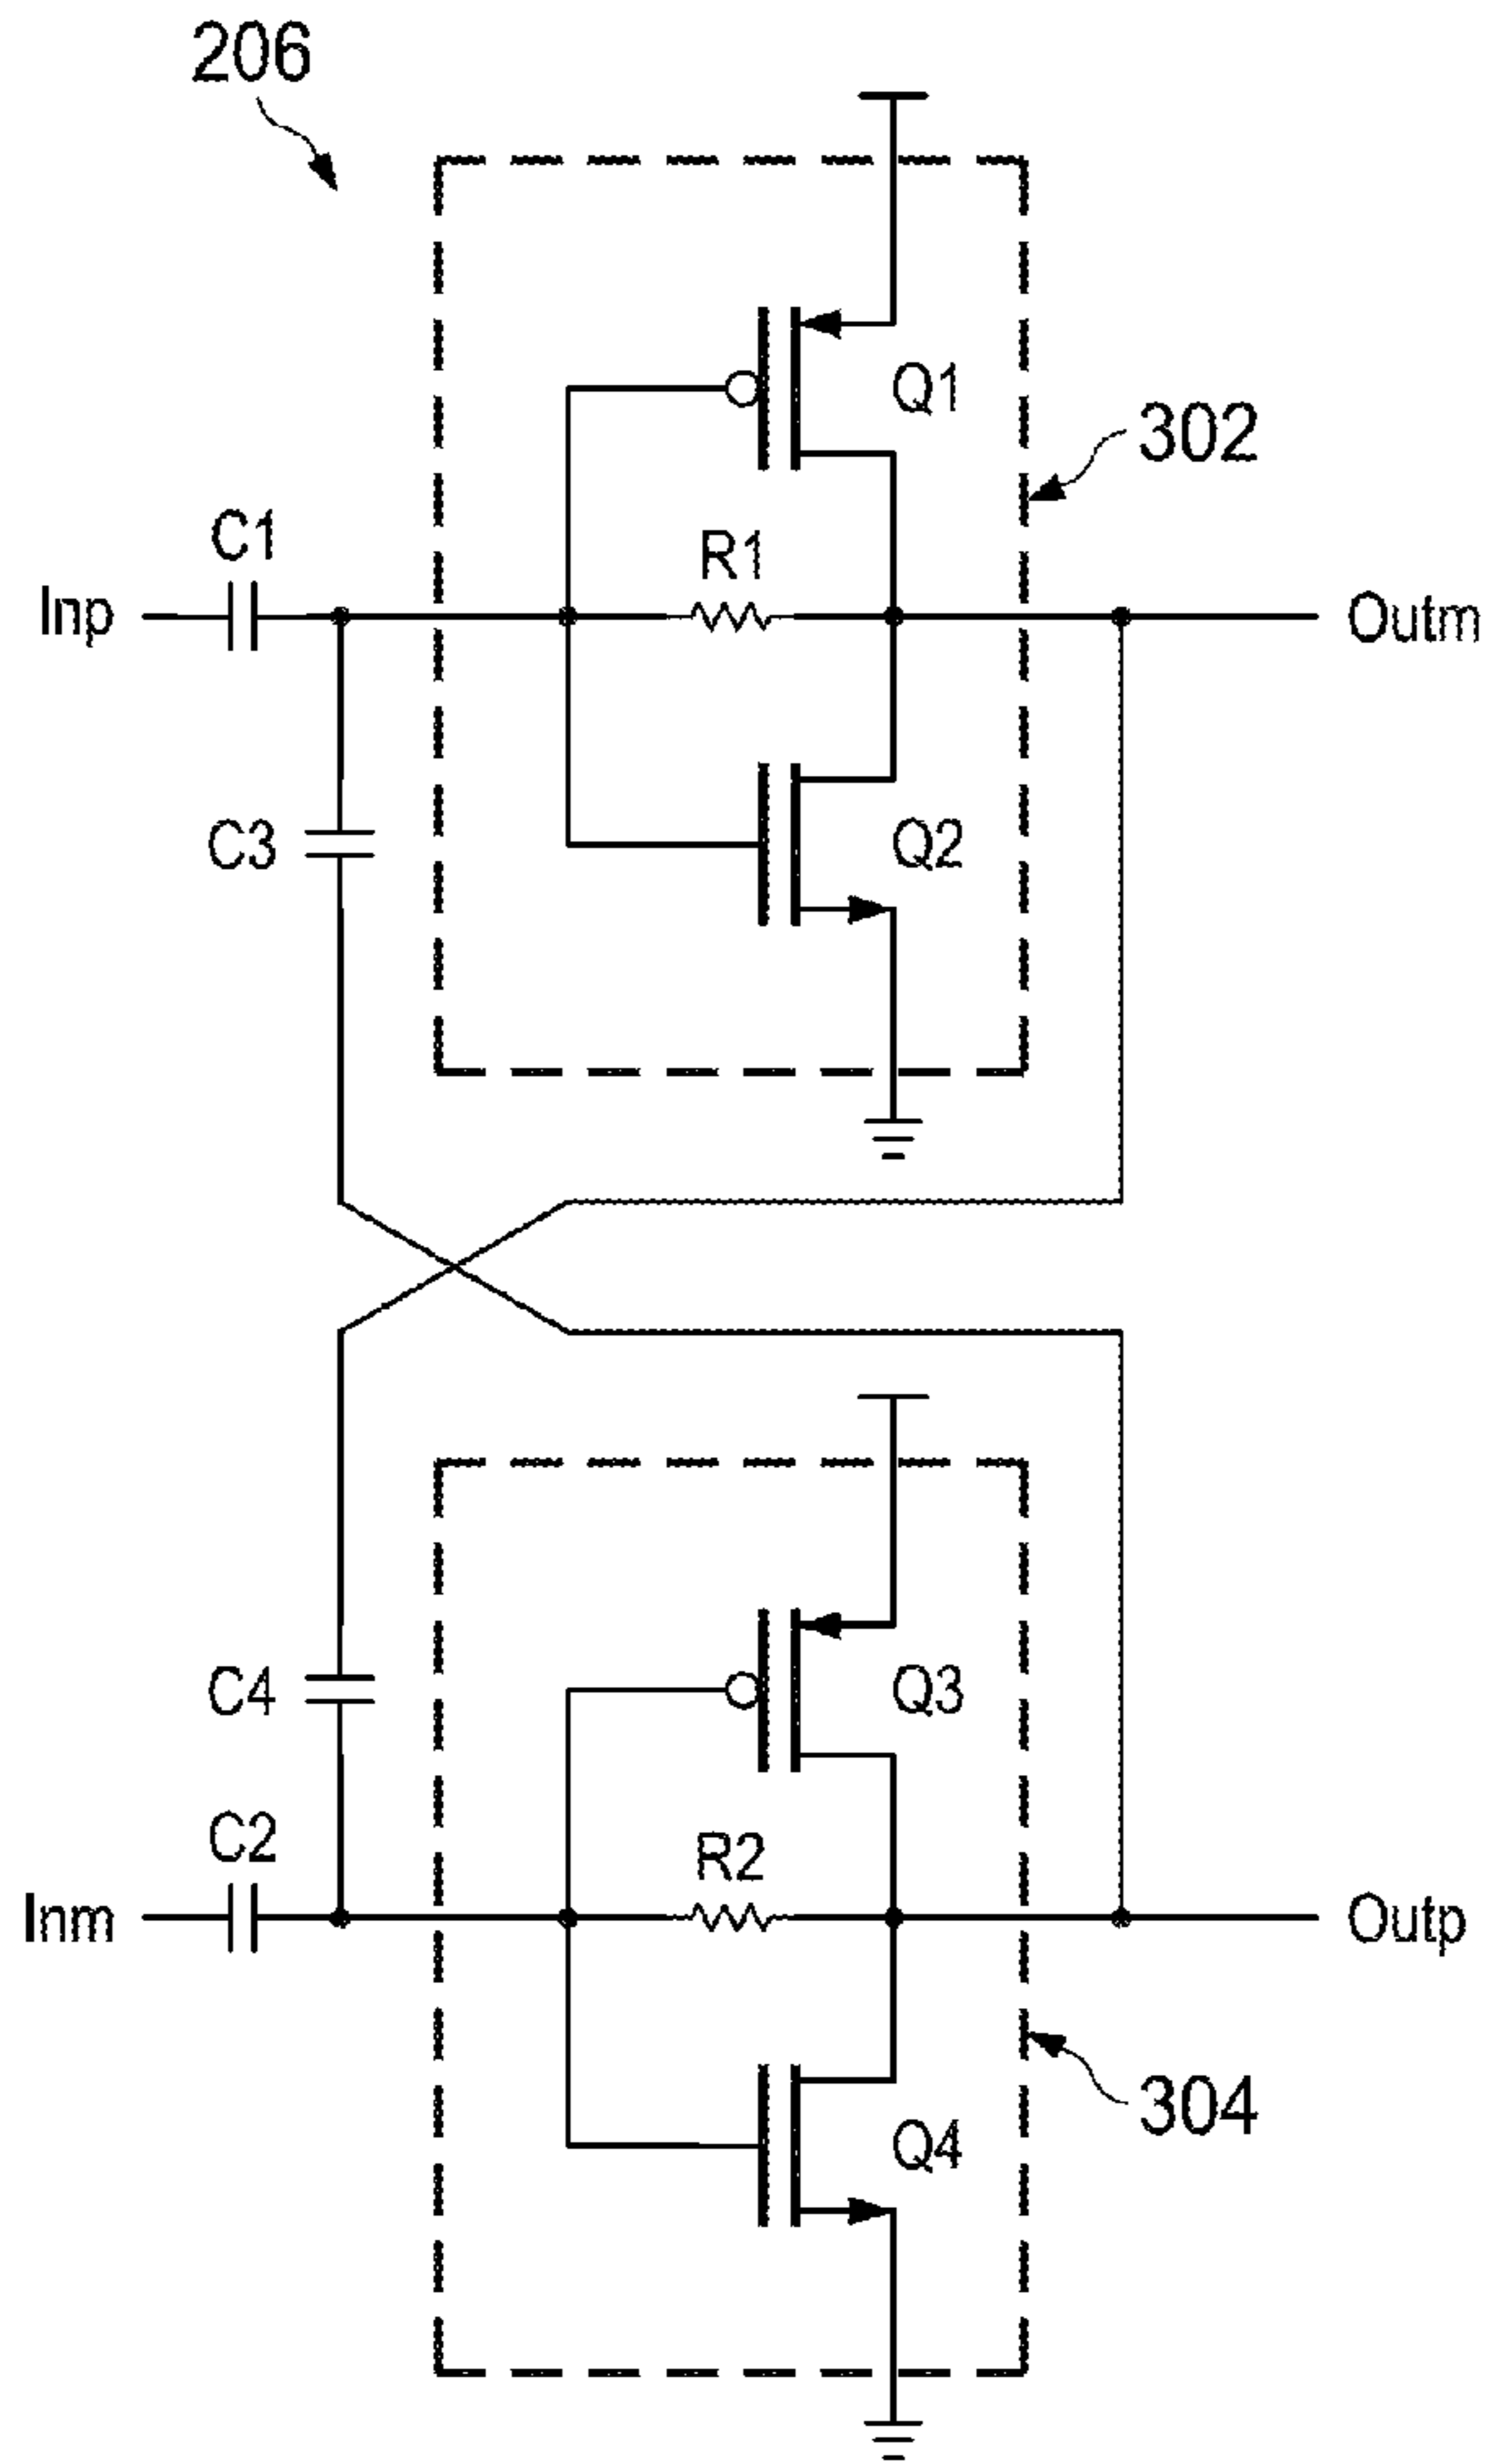 206
Q1
302
C1
R1
Inp
Outm
C3
Q2
C4
Q3
C2
R2
Inm
Outp
304
Q4